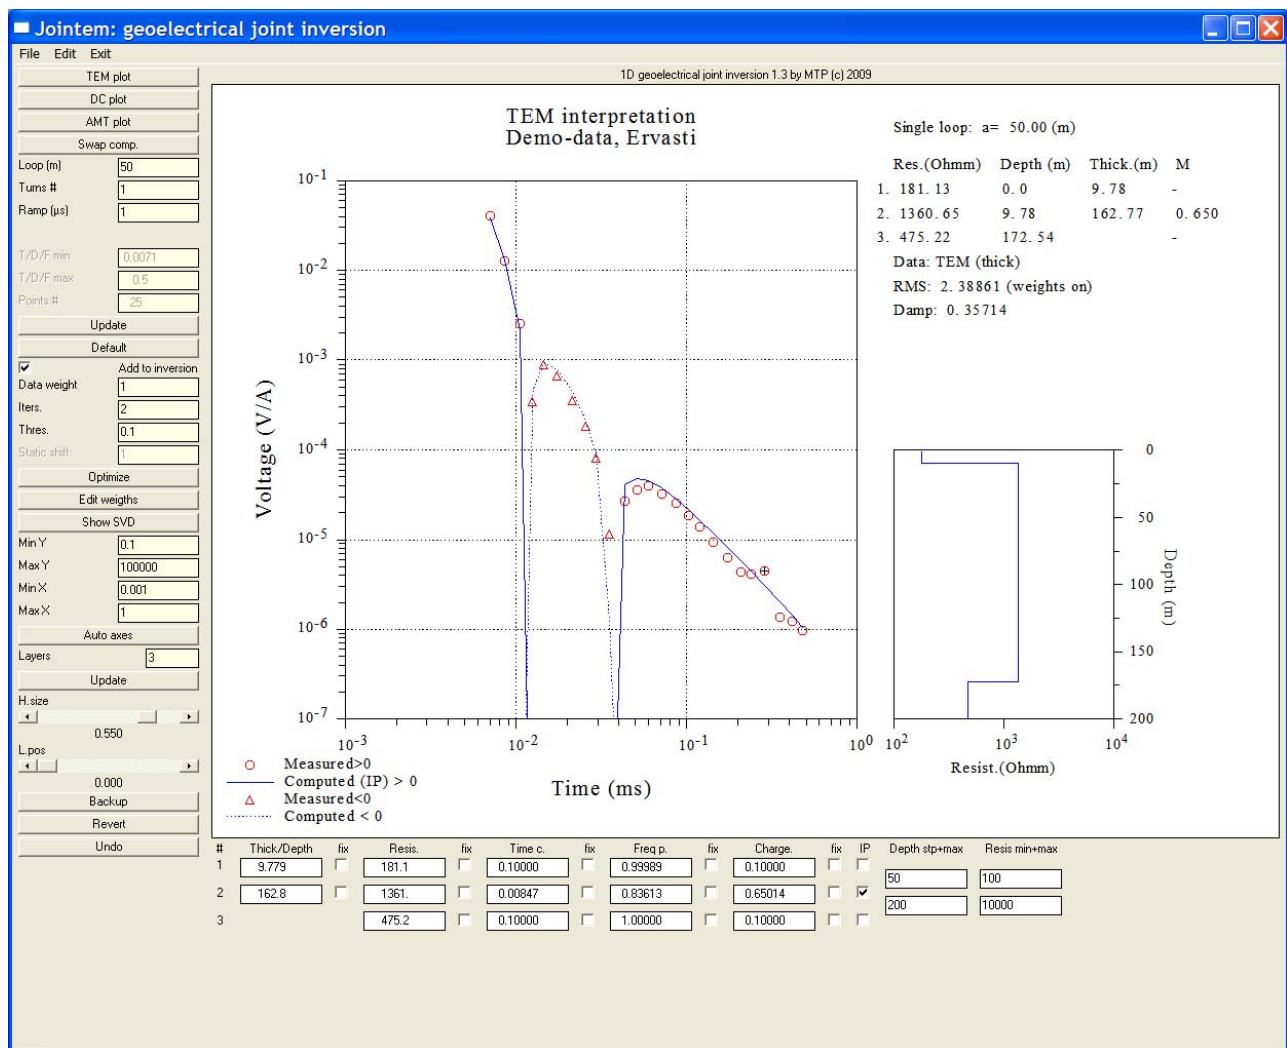 Jointem: geoelectrical joint inversion
File Edit Exit
1D geoelectrical joint inversion 1.3 by MTP (c) 2009
TEM plot
DC plot
AMT plot
Swap comp.
Loop (m) 50
Turns # 1
Ramp (µs) 1
T/D/F min 0.0071
T/D/F max 0.5
Points # 25
Update
Default
Add to inversion
Data weight 1
Iters. 2
Thres. 0.1
Static shift 1
Optimize
Edit weigths
Show SVD
Min Y 0.1
Max Y 100000
Min X 0.001
Max X 1
Auto axes
Layers 3
Update
H.size
0.550
L.pos
0.000
Backup
Revert
Undo
TEM interpretation
Demo-data, Ervasti
Voltage (V/A)
10^-1
10^-2
10^-3
10^-4
10^-5
10^-6
10^-7
10^-3 10^-2 10^-1 10^0
Time (ms)
Measured>0
Computed (IP) > 0
Measured<0
Computed < 0
Single loop: a= 50.00 (m)
Res.(Ohmm) Depth (m) Thick.(m) M
1. 181.13 0.0 9.78 -
2. 1360.65 9.78 162.77 0.650
3. 475.22 172.54 -
Data: TEM (thick)
RMS: 2.38861 (weights on)
Damp: 0.35714
0
50
100
150
200
Depth (m)
10^2 10^3 10^4
Resist.(Ohmm)
# Thick/Depth fix Resis. fix Time c. fix Freq p. fix Charge. fix IP Depth stp+max Resis min+max
1 9.779 181.1 0.10000 0.99989 0.10000
50 100
2 162.8 1361. 0.00847 0.83613 0.65014
200 10000
3 475.2 0.10000 1.00000 0.10000